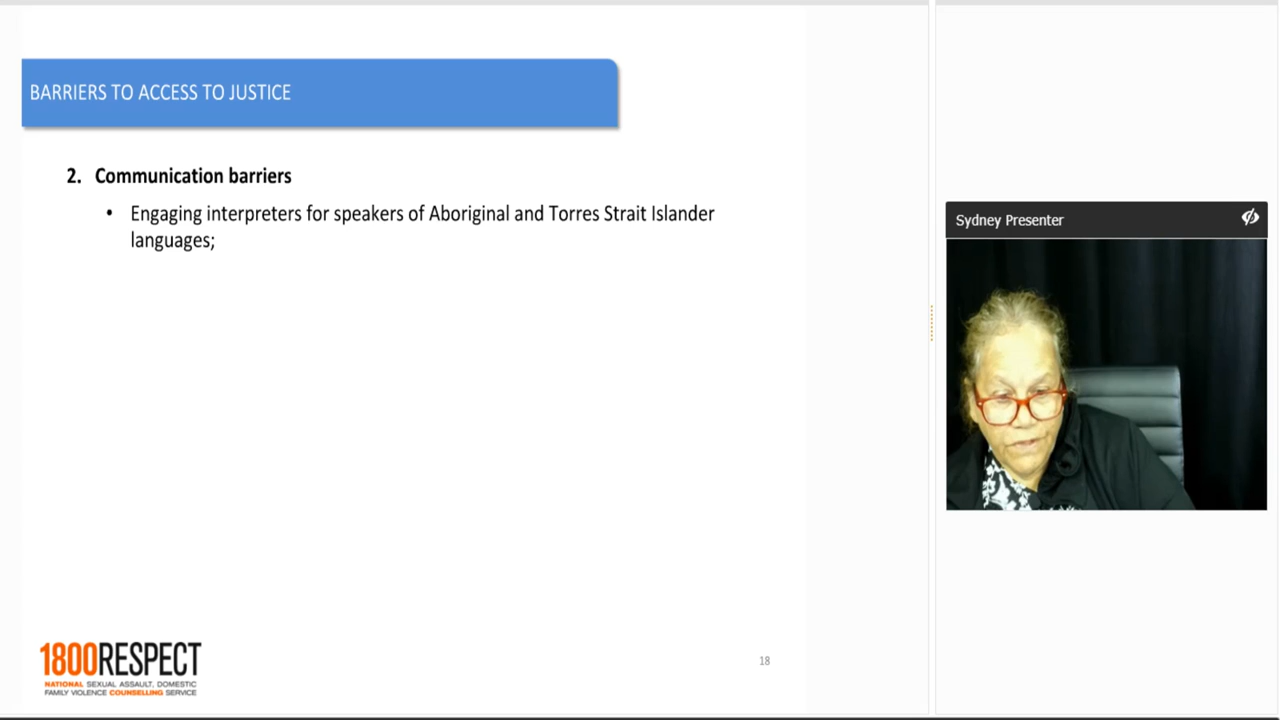 BARRIERS TO ACCESS TO JUSTICE
2. Communication barriers
• Engaging interpreters for speakers of Aboriginal and Torres Strait Islander
languages;
Sydney Presenter
1800RESPECT
NATIONAL SEXUAL ASSAULT, DOMESTIC
FAMILY VIOLENCE COUNSELLING SERVICE
18